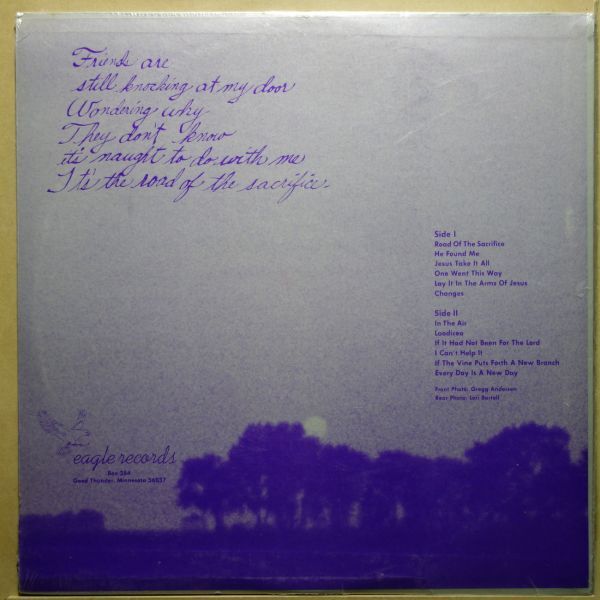 Friends are
still knocking at my door
Wondering why
They don't know
it's naught to do with me
It's the road of the sacrifice.
Side I
Road Of The Sacrifice
He Found Me
Jesus Take It All
One Went This Way
Lay It In The Arms Of Jesus
Changes
Side II
In The Air
Laodicea
If It Had Not Been For The Lord
I Can't Help It
If The Vine Puts Forth A New Branch
Every Day Is A New Day
Front Photo: Gregg Andersen
Rear Photo: Lori Bartell
eagle records
Box 254
Good Thunder, Minnesota 56037